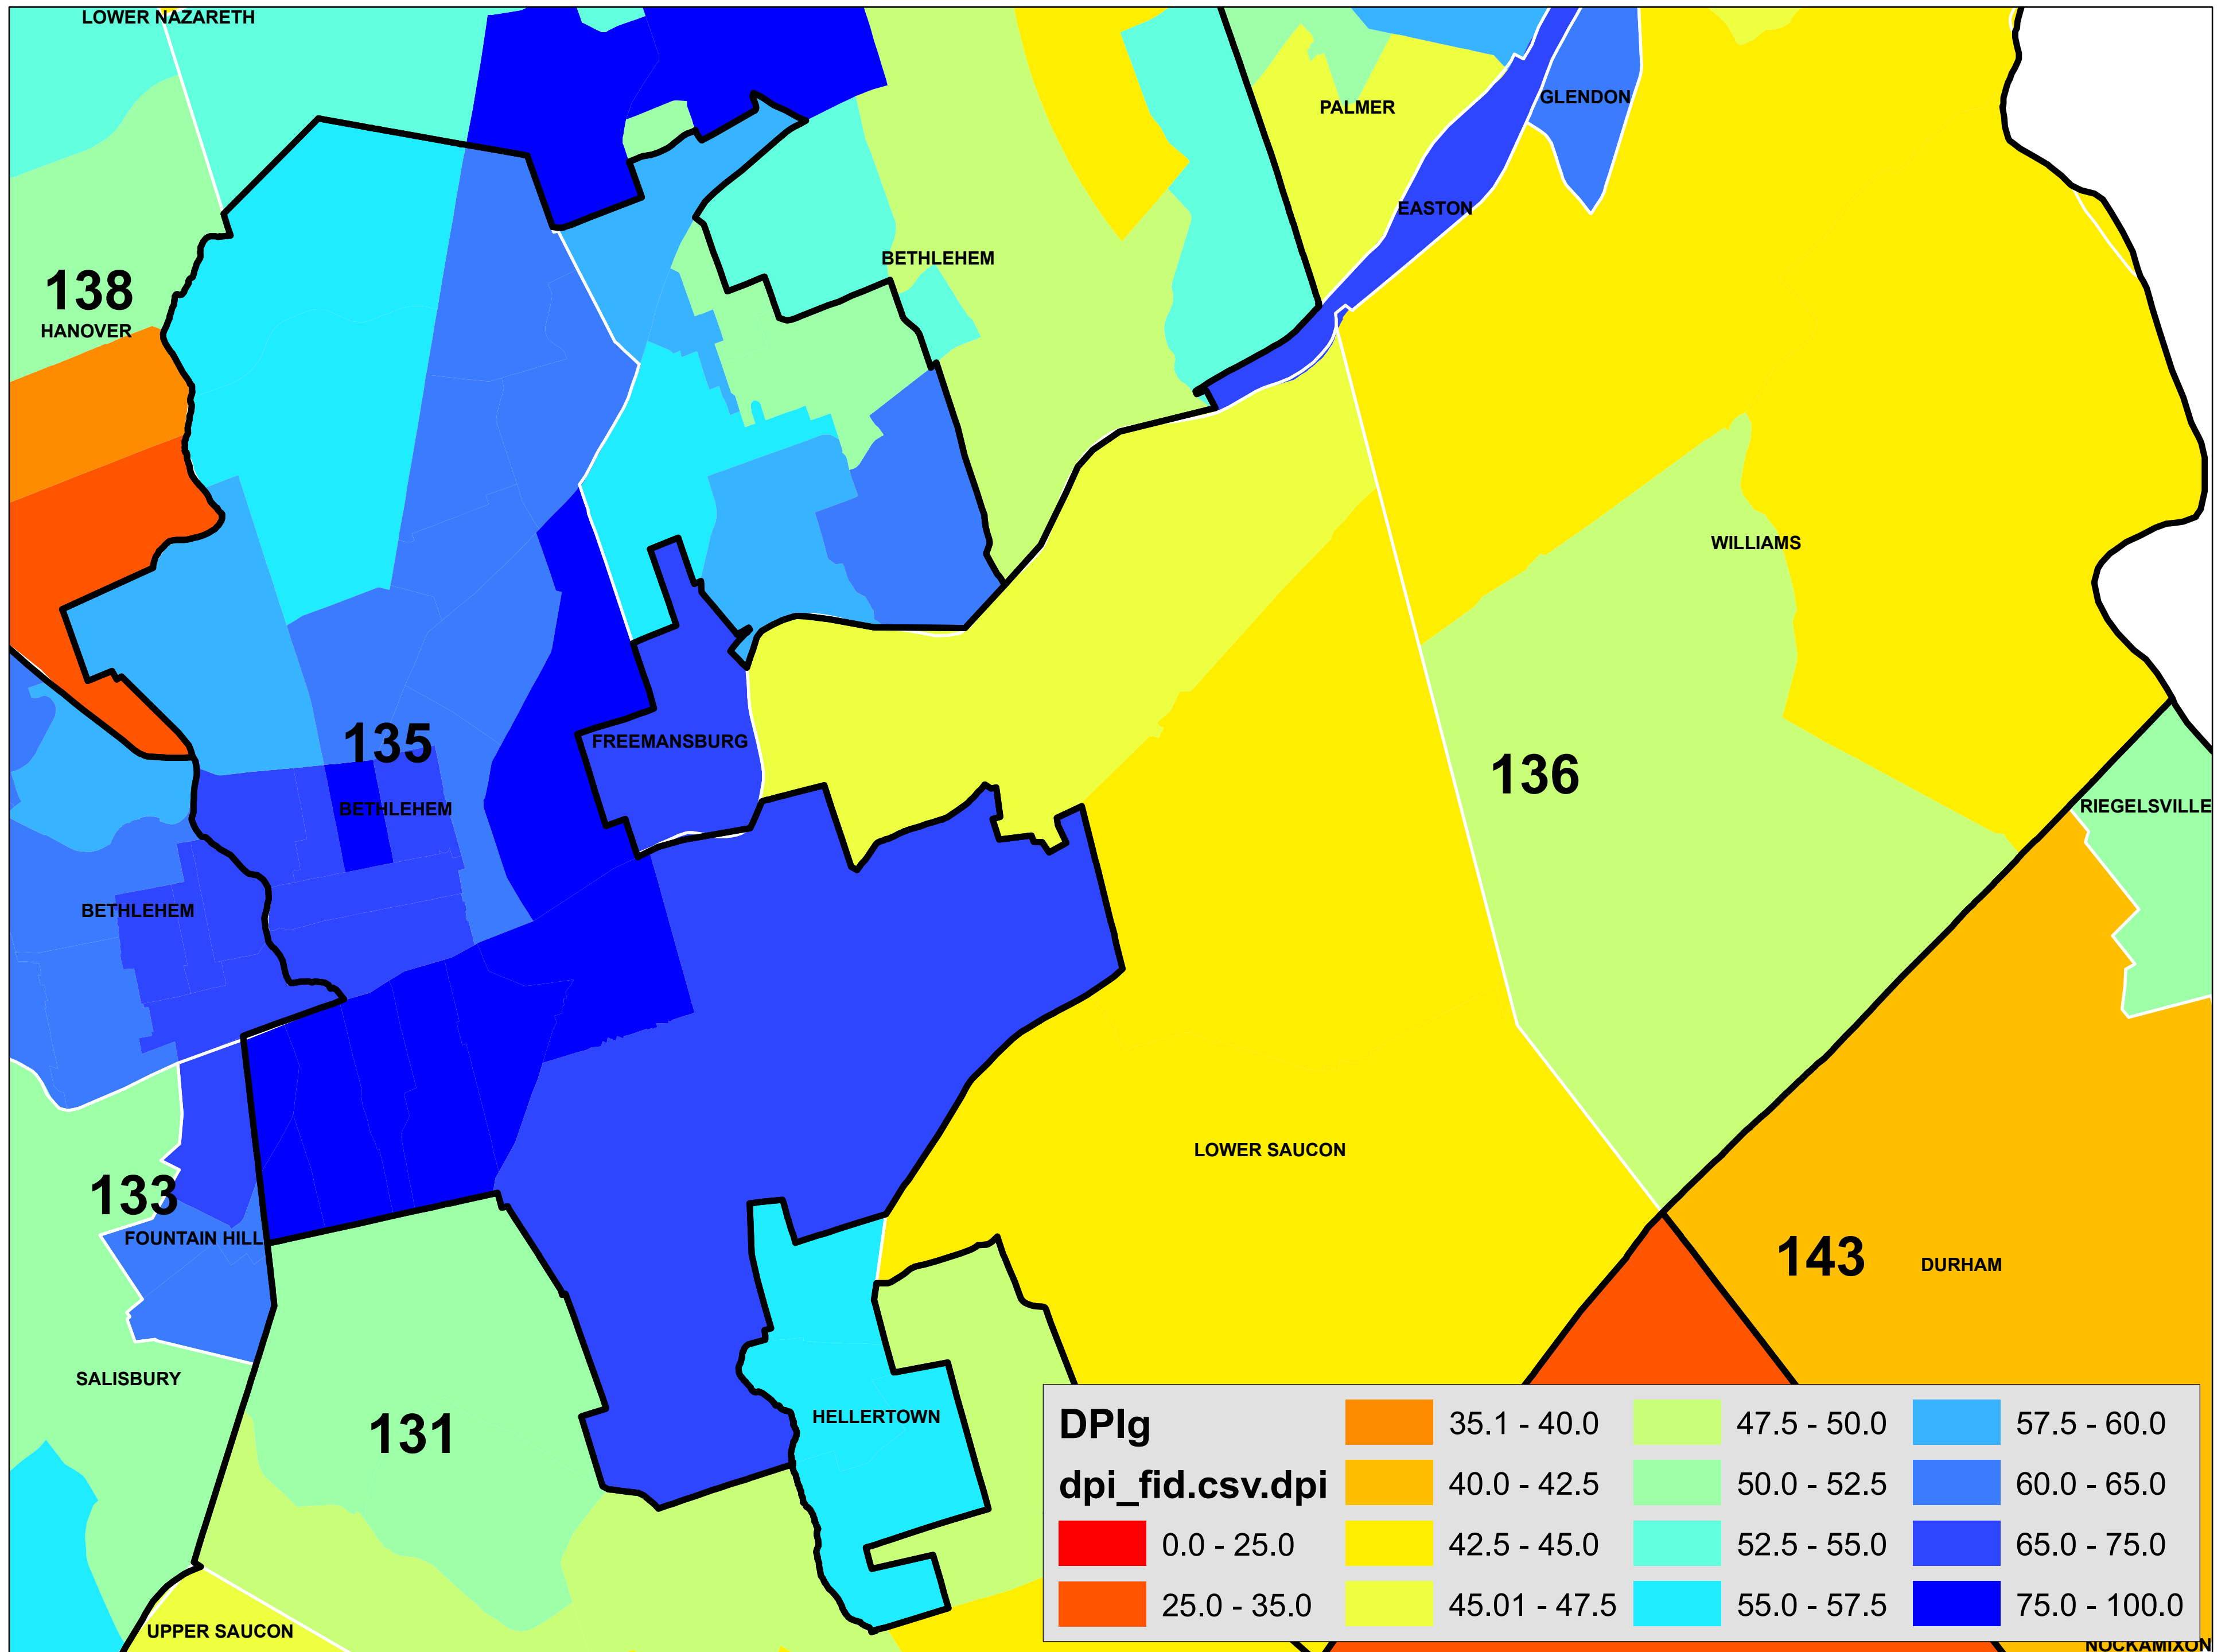 LOWER NAZARETH
GLENDON
PALMER
EASTON
BETHLEHEM
138
HANOVER
WILLIAMS
135
FREEMANSBURG
136
BETHLEHEM
RIEGELSVILLE
BETHLEHEM
LOWER SAUCON
133
FOUNTAIN HILL
143
DURHAM
SALISBURY
131
HELLERTOWN
UPPER SAUCON
NOCKAMIXON
DPIg
dpi_fid.csv.dpi
0.0 - 25.0
25.0 - 35.0
35.1 - 40.0
40.0 - 42.5
42.5 - 45.0
45.01 - 47.5
47.5 - 50.0
50.0 - 52.5
52.5 - 55.0
55.0 - 57.5
57.5 - 60.0
60.0 - 65.0
65.0 - 75.0
75.0 - 100.0